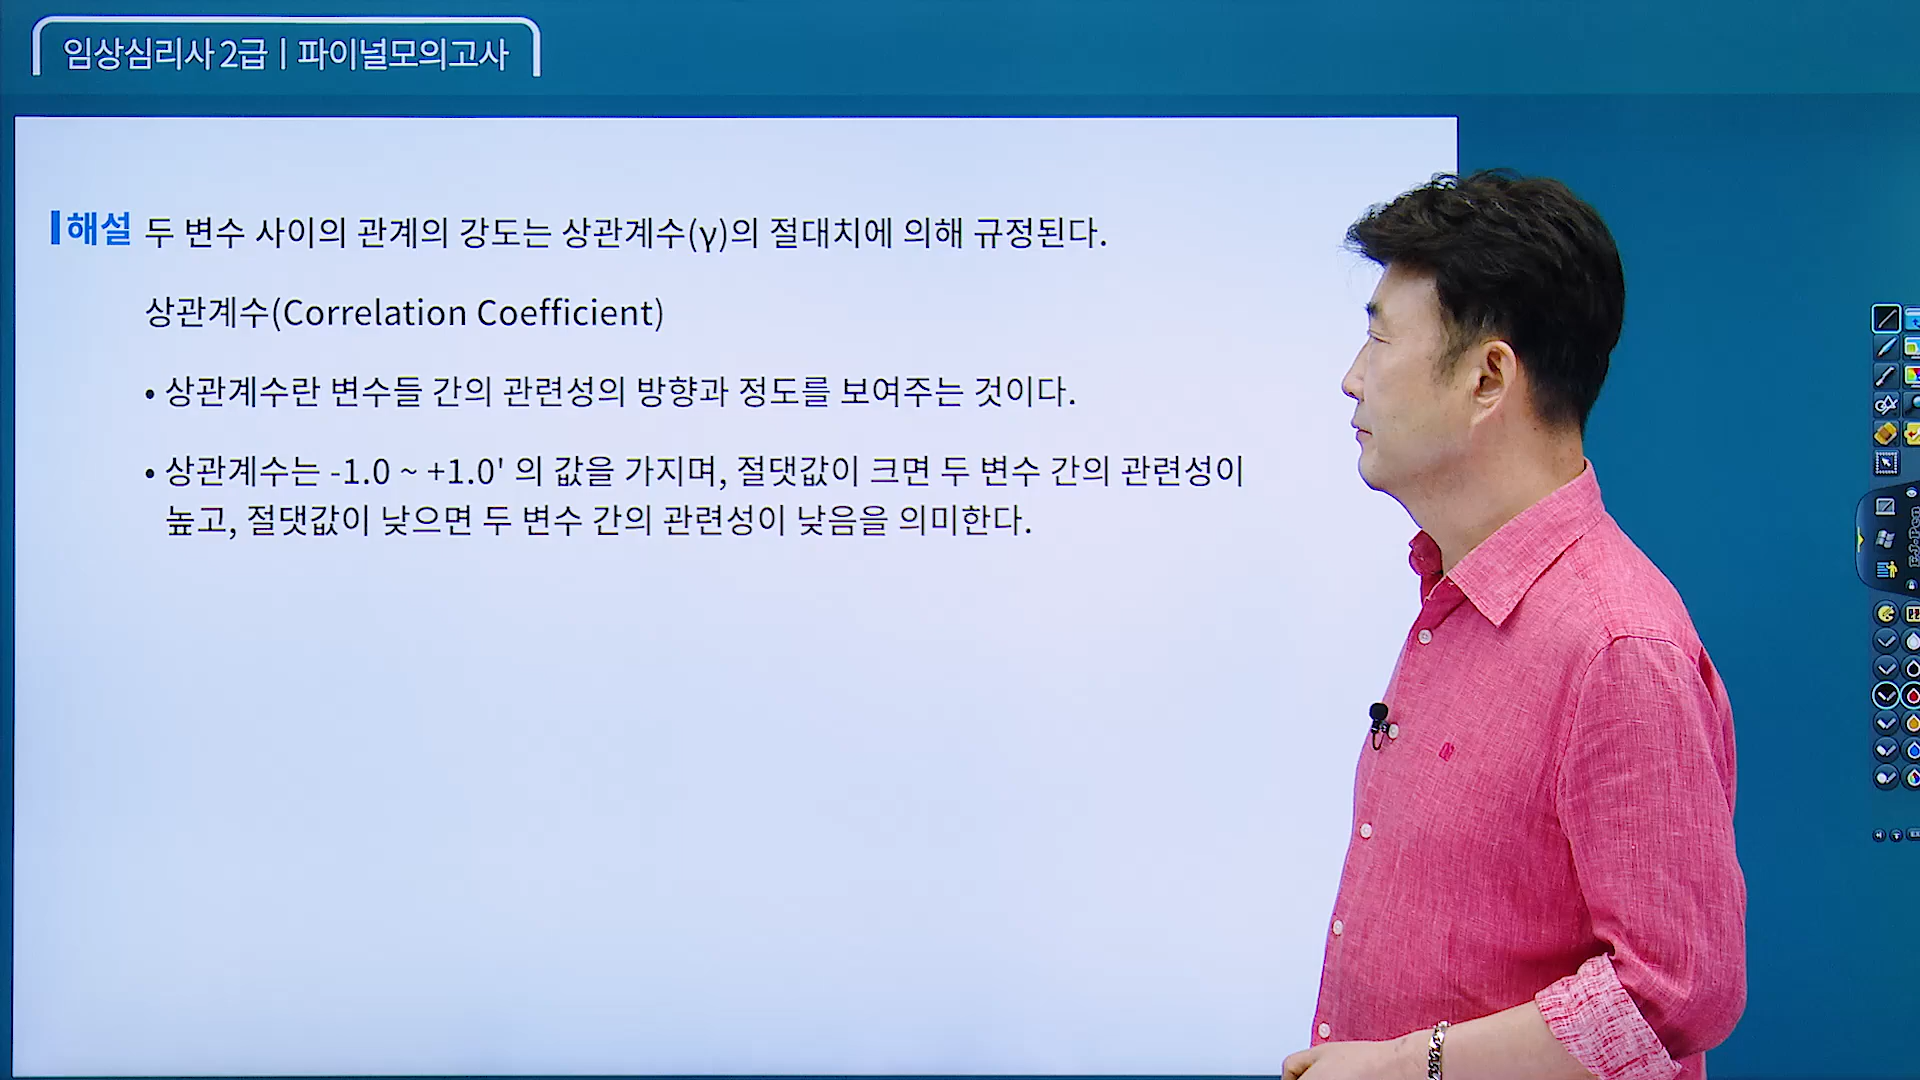 임상심리사 2급 | 파이널모의고사
해설 두 변수 사이의 관계의 강도는 상관계수(γ)의 절대치에 의해 규정된다.
상관계수(Correlation Coefficient)
• 상관계수란 변수들 간의 관련성의 방향과 정도를 보여주는 것이다.
• 상관계수는 -1.0 ~ +1.0' 의 값을 가지며, 절댓값이 크면 두 변수 간의 관련성이
높고, 절댓값이 낮으면 두 변수 간의 관련성이 낮음을 의미한다.